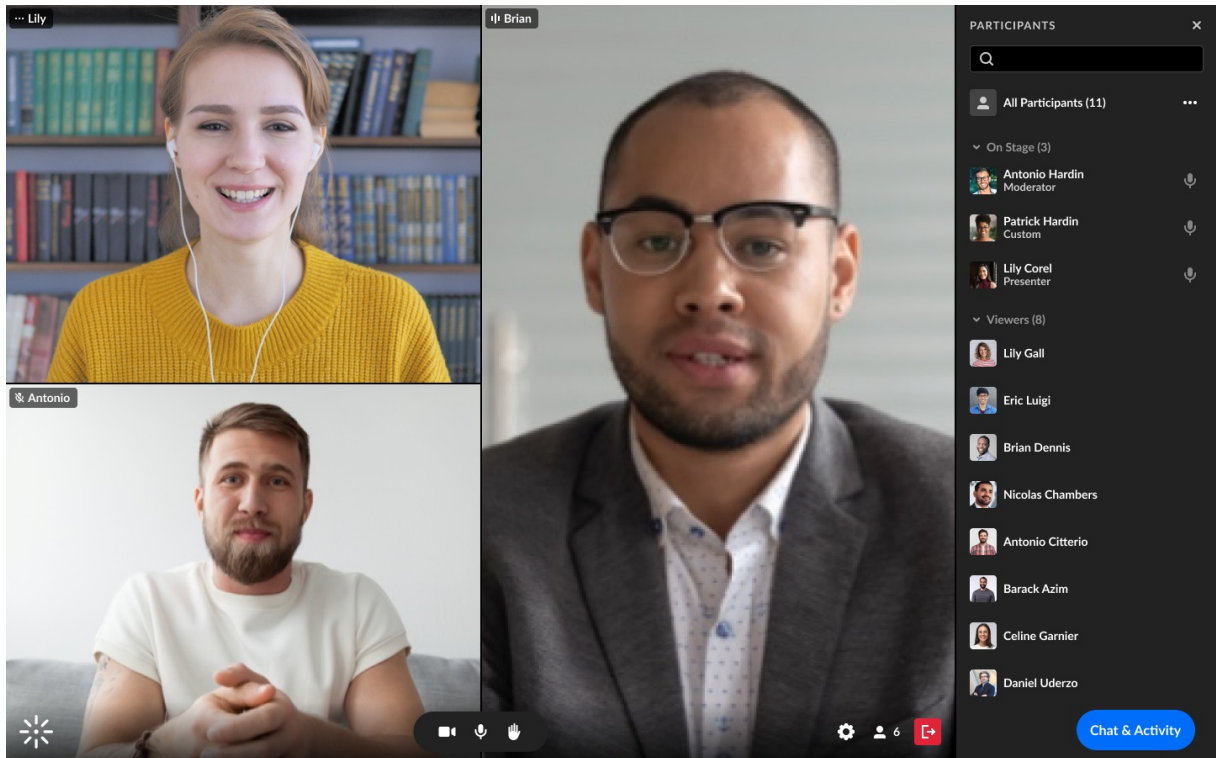 Lily
Brian
Antonio
6
PARTICIPANTS
All Participants (11)
On Stage (3)
Antonio Hardin
Moderator
Patrick Hardin
Custom
Lily Corel
Presenter
Viewers (8)
Lily Gall
Eric Luigi
Brian Dennis
Nicolas Chambers
Antonio Citterio
Barack Azim
Celine Garnier
Daniel Uderzo
Chat & Activity